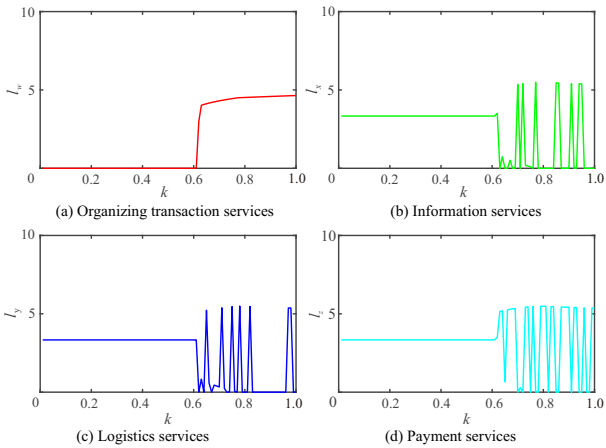 10
5
0
l_w
0.2 0.4 0.6 0.8 1.0
k
(a) Organizing transaction services
10
5
0
l_x
0.2 0.4 0.6 0.8 1.0
k
(b) Information services
10
5
0
l_y
0.2 0.4 0.6 0.8 1.0
k
(c) Logistics services
10
5
0
l_z
0.2 0.4 0.6 0.8 1.0
k
(d) Payment services